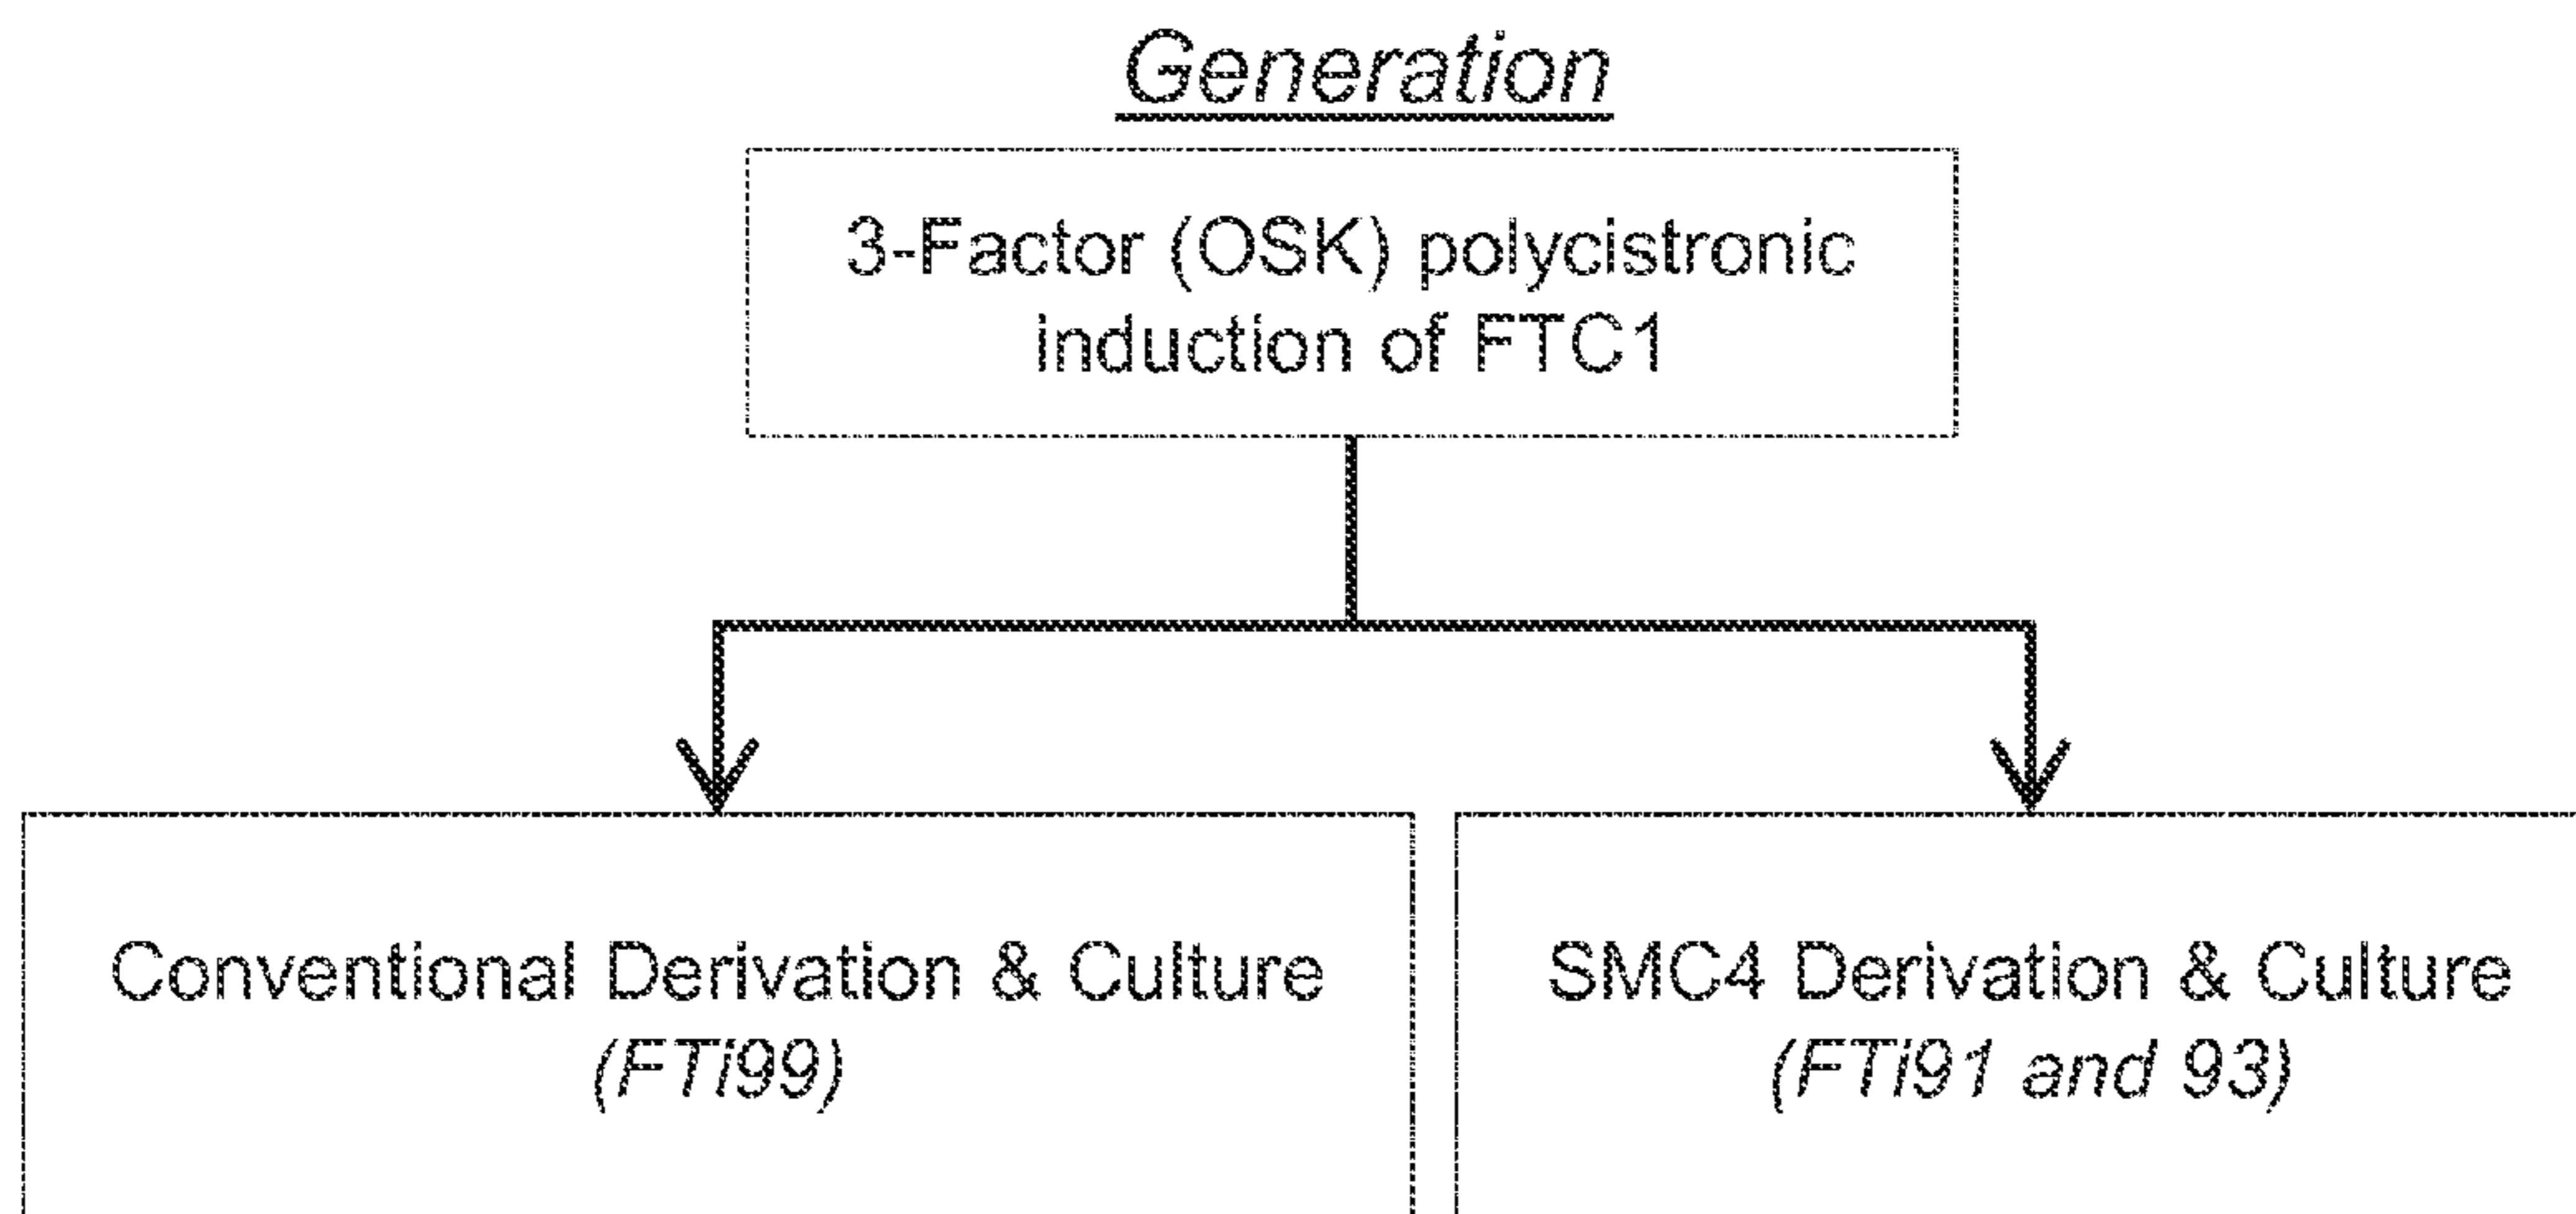 Generation
3-Factor (OSK) polycistronic
induction of FTC1
Conventional Derivation & Culture
(FTi99)
SMC4 Derivation & Culture
(FTi91 and 93)